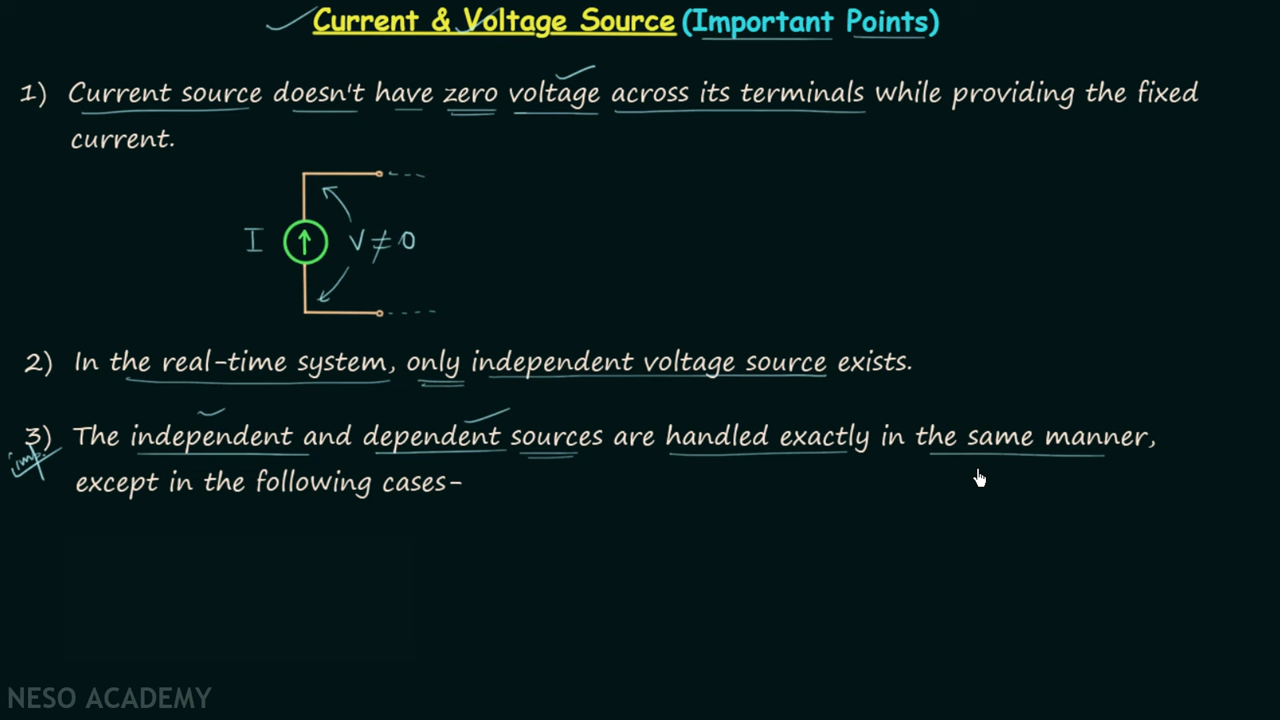 Current & Voltage Source (Important Points)
1) Current source doesn't have zero voltage across its terminals while providing the fixed
current.
I V ≠ 0
2) In the real-time system, only independent voltage source exists.
3) The independent and dependent sources are handled exactly in the same manner,
imp.
except in the following cases-
NESO ACADEMY